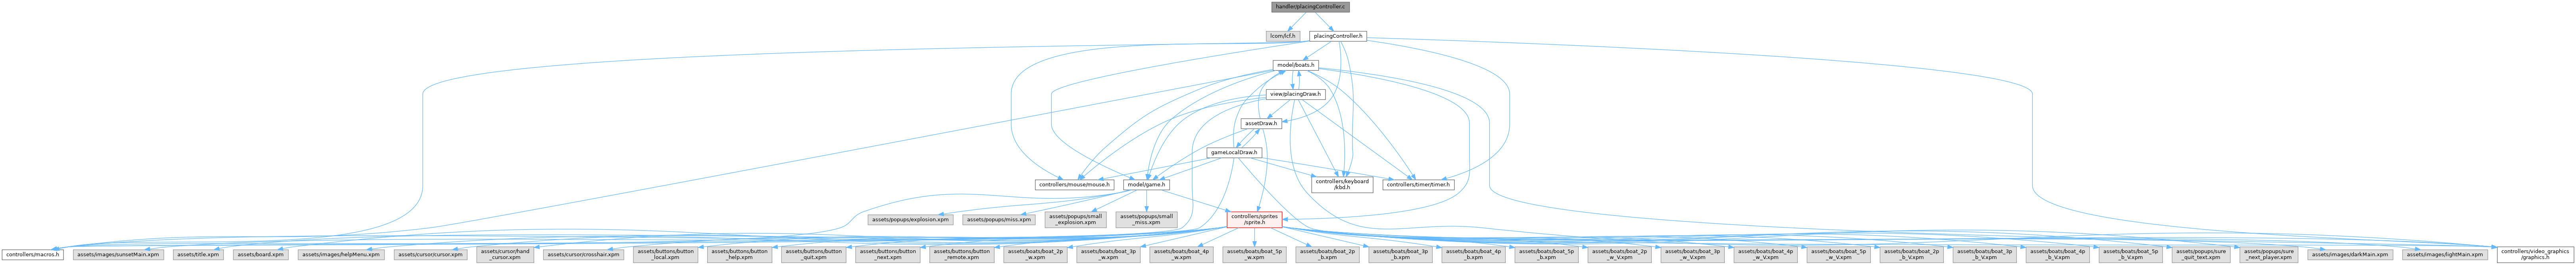 handler/placingController.c
lcom/lcf.h
placingController.h
model/boats.h
view/placingDraw.h
assetDraw.h
gameLocalDraw.h
controllers/mouse/mouse.h
model/game.h
controllers/keyboard
/kbd.h
controllers/timer/timer.h
assets/popups/explosion.xpm
assets/popups/miss.xpm
assets/popups/small
_explosion.xpm
assets/popups/small
_miss.xpm
controllers/sprites
/sprite.h
controllers/macros.h
assets/images/sunsetMain.xpm
assets/title.xpm
assets/board.xpm
assets/images/helpMenu.xpm
assets/cursor/cursor.xpm
assets/cursor/hand
_cursor.xpm
assets/cursor/crosshair.xpm
assets/buttons/button
_local.xpm
assets/buttons/button
_help.xpm
assets/buttons/button
_quit.xpm
assets/buttons/button
_next.xpm
assets/buttons/button
_remote.xpm
assets/boats/boat_2p
_w.xpm
assets/boats/boat_3p
_w.xpm
assets/boats/boat_4p
_w.xpm
assets/boats/boat_5p
_w.xpm
assets/boats/boat_2p
_b.xpm
assets/boats/boat_3p
_b.xpm
assets/boats/boat_4p
_b.xpm
assets/boats/boat_5p
_b.xpm
assets/boats/boat_2p
_w_V.xpm
assets/boats/boat_3p
_w_V.xpm
assets/boats/boat_4p
_w_V.xpm
assets/boats/boat_5p
_w_V.xpm
assets/boats/boat_2p
_b_V.xpm
assets/boats/boat_3p
_b_V.xpm
assets/boats/boat_4p
_b_V.xpm
assets/boats/boat_5p
_b_V.xpm
assets/popups/sure
_quit_text.xpm
assets/popups/sure
_next_player.xpm
assets/images/darkMain.xpm
assets/images/lightMain.xpm
controllers/video_graphics
/graphics.h